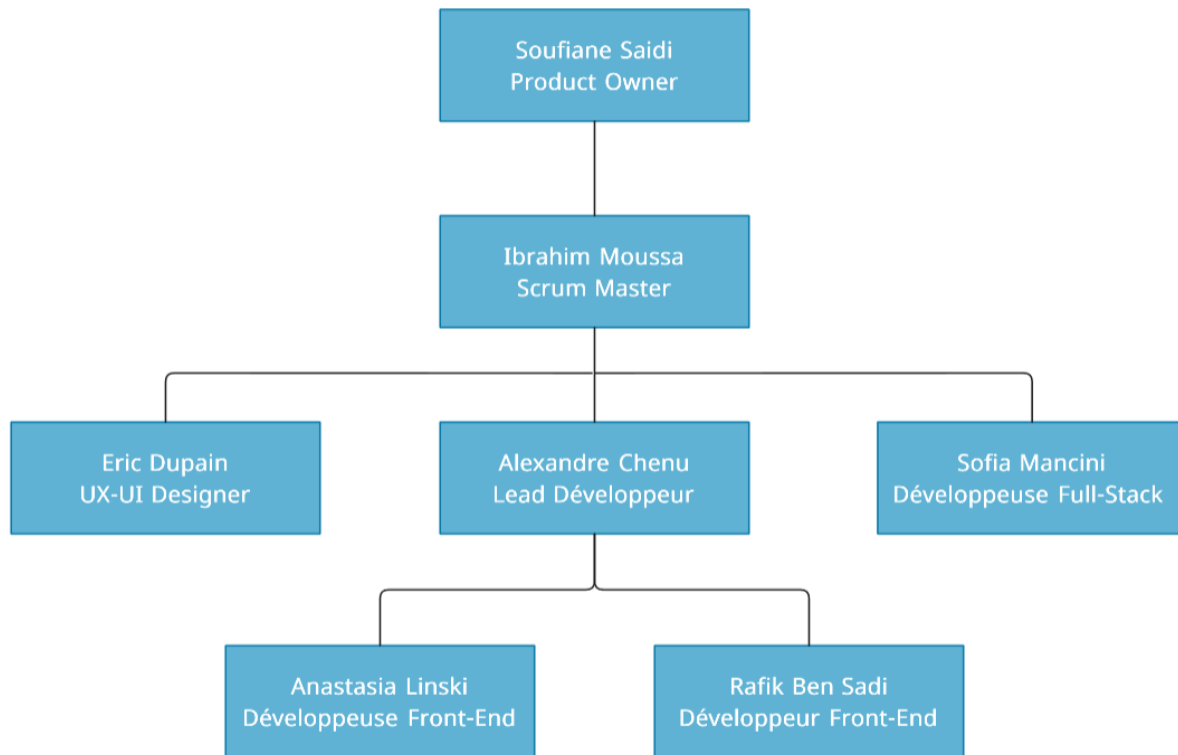 Soufiane Saidi
Product Owner
Ibrahim Moussa
Scrum Master
Eric Dupain
UX-UI Designer
Alexandre Chenu
Lead Développeur
Sofia Mancini
Développeuse Full-Stack
Anastasia Linski
Développeuse Front-End
Rafik Ben Sadi
Développeur Front-End